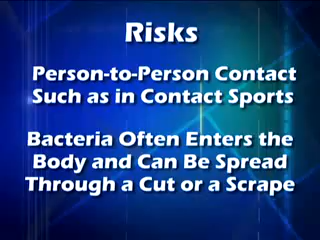 Risks
Person-to-Person Contact
Such as in Contact Sports
Bacteria Often Enters the
Body and Can Be Spread
Through a Cut or a Scrape